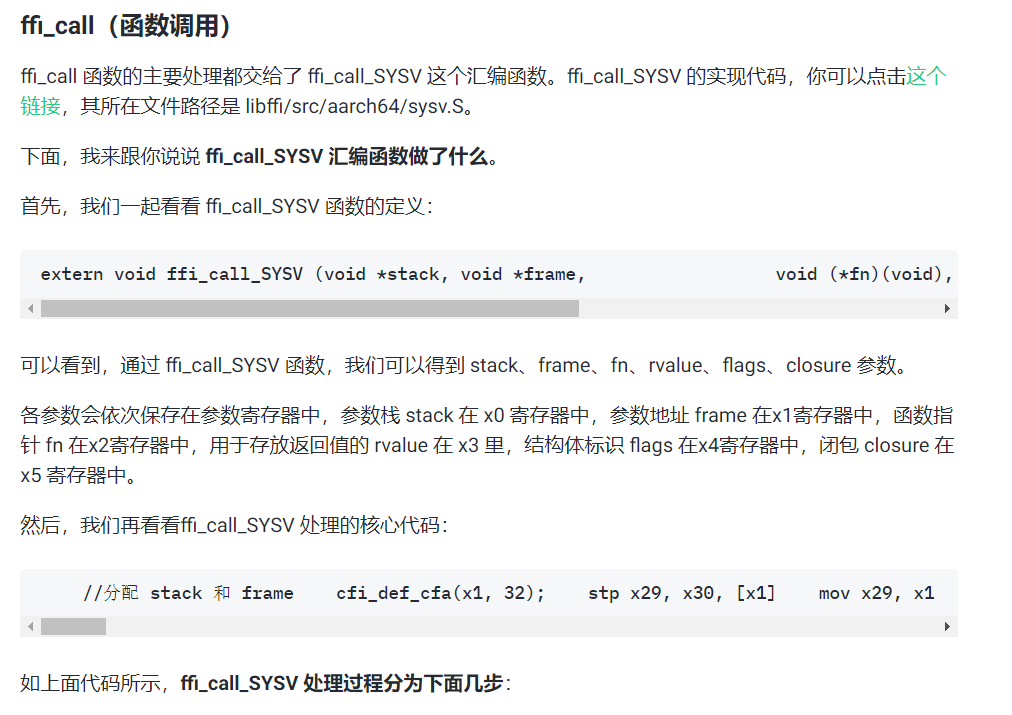 ffi_call（函数调用）
ffi_call 函数的主要处理都交给了 ffi_call_SYSV 这个汇编函数。ffi_call_SYSV 的实现代码，你可以点击这个
链接，其所在文件路径是 libffi/src/aarch64/sysv.S。
下面，我来跟你说说 ffi_call_SYSV 汇编函数做了什么。
首先，我们一起看看 ffi_call_SYSV 函数的定义：
extern void ffi_call_SYSV (void *stack, void *frame,                  void (*fn)(void),
可以看到，通过 ffi_call_SYSV 函数，我们可以得到 stack、frame、fn、rvalue、flags、closure 参数。
各参数会依次保存在参数寄存器中，参数栈 stack 在 x0 寄存器中，参数地址 frame 在x1寄存器中，函数指
针 fn 在x2寄存器中，用于存放返回值的 rvalue 在 x3 里，结构体标识 flags 在x4寄存器中，闭包 closure 在
x5 寄存器中。
然后，我们再看看ffi_call_SYSV 处理的核心代码：
//分配 stack 和 frame    cfi_def_cfa(x1, 32);    stp x29, x30, [x1]    mov x29, x1
如上面代码所示，ffi_call_SYSV 处理过程分为下面几步：